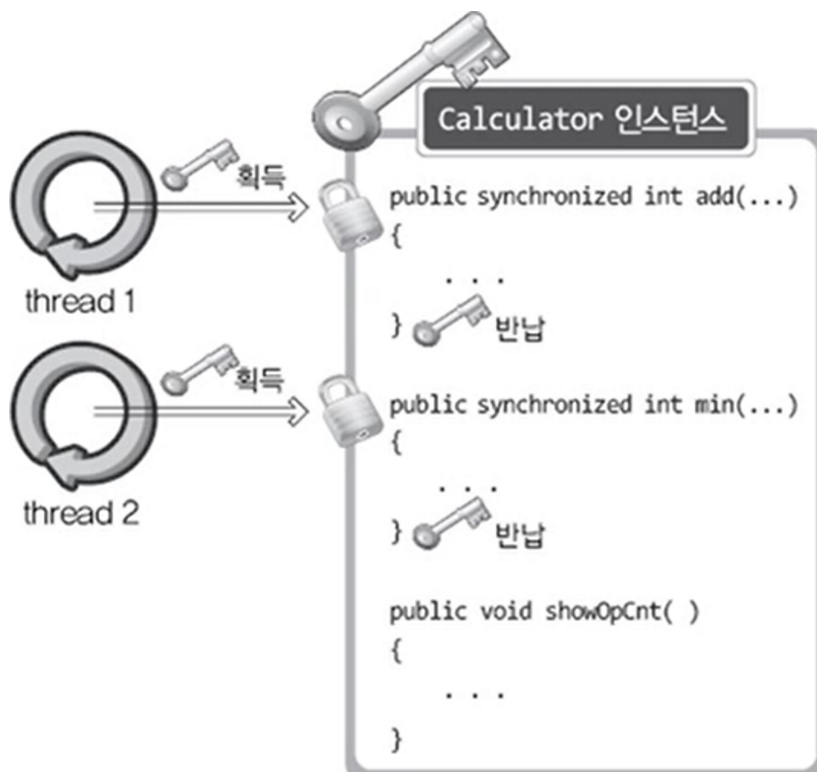 Calculator 인스턴스
획득
thread 1
public synchronized int add(...)
{
. . .
} 반납
획득
thread 2
public synchronized int min(...)
{
. . .
} 반납
public void showOpCnt( )
{
. . .
}